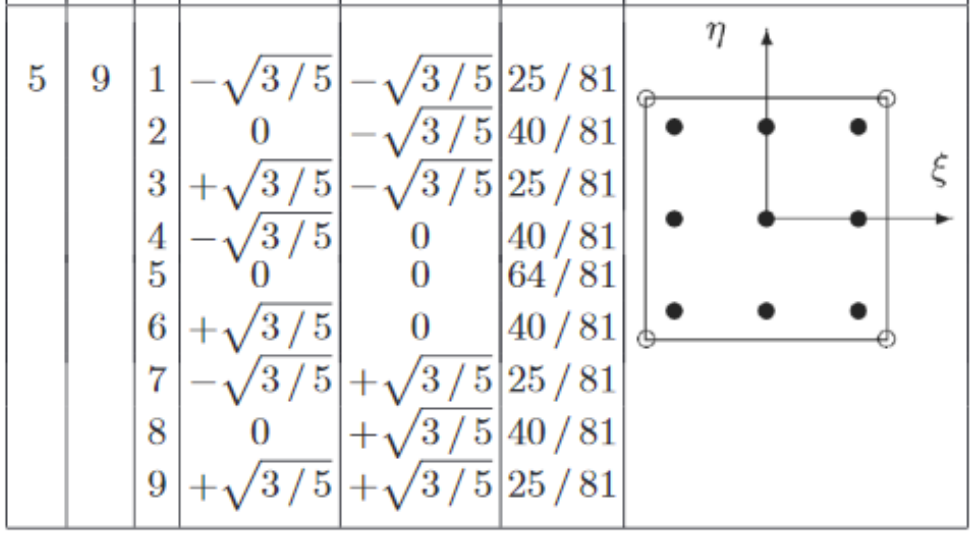 η
5 9 1 −√3 / 5 −√3 / 5 25 / 81
2 0 −√3 / 5 40 / 81
3 +√3 / 5 −√3 / 5 25 / 81
ξ
4 −√3 / 5 0 40 / 81
5 0 0 64 / 81
6 +√3 / 5 0 40 / 81
7 −√3 / 5 +√3 / 5 25 / 81
8 0 +√3 / 5 40 / 81
9 +√3 / 5 +√3 / 5 25 / 81